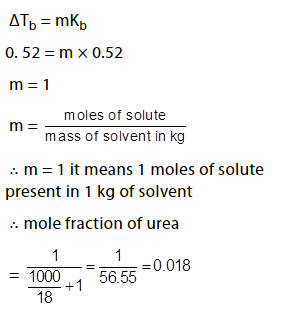 ΔTb = mKb
0. 52 = m × 0.52
m = 1
m = moles of solute / mass of solvent in kg
∴ m = 1 it means 1 moles of solute
present in 1 kg of solvent
∴ mole fraction of urea
= 1 / (1000/18 + 1) = 1/56.55 = 0.018